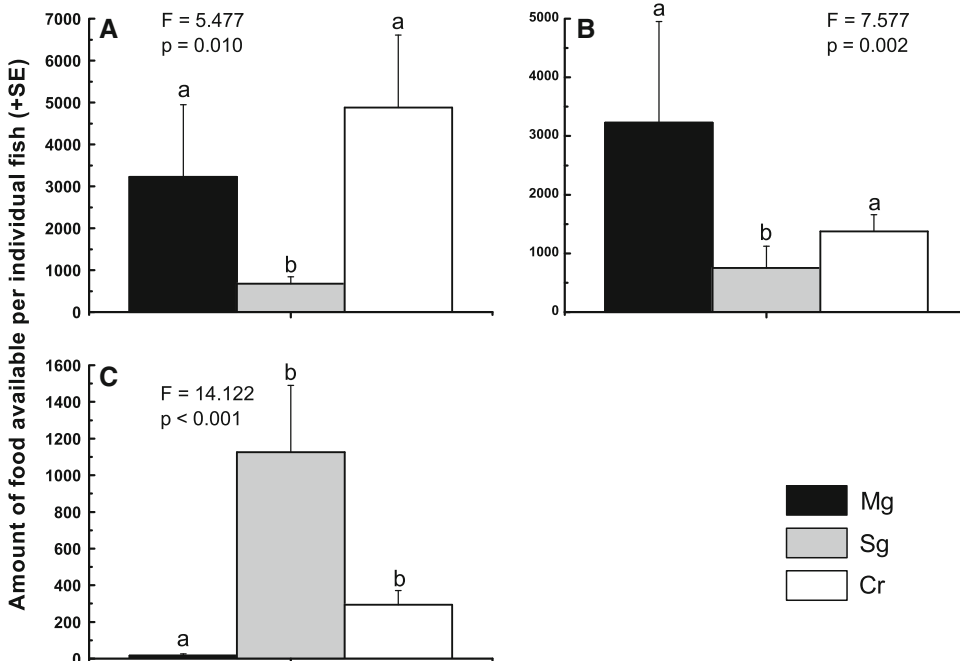 Amount of food available per individual fish (+SE)
A
F = 5.477
p = 0.010
7000
6000
5000
4000
3000
2000
1000
0
a
b
a
B
F = 7.577
p = 0.002
5000
4000
3000
2000
1000
0
a
b
a
C
F = 14.122
p < 0.001
1600
1400
1200
1000
800
600
400
200
0
a
b
b
Mg
Sg
Cr